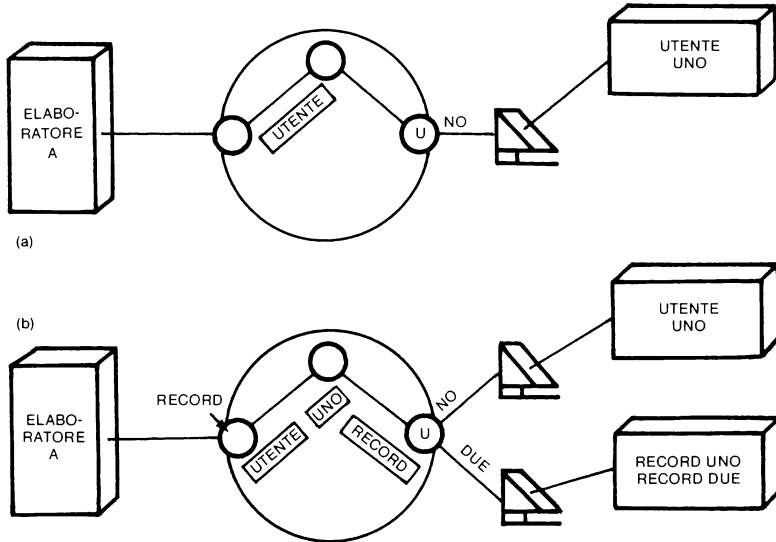 UTENTE
UNO
ELABO-
RATORE
A
UTENTE
U
NO
(a)
(b)
UTENTE
UNO
RECORD
ELABO-
RATORE
A
UTENTE
UNO
RECORD
U
NO
DUE
RECORD UNO
RECORD DUE